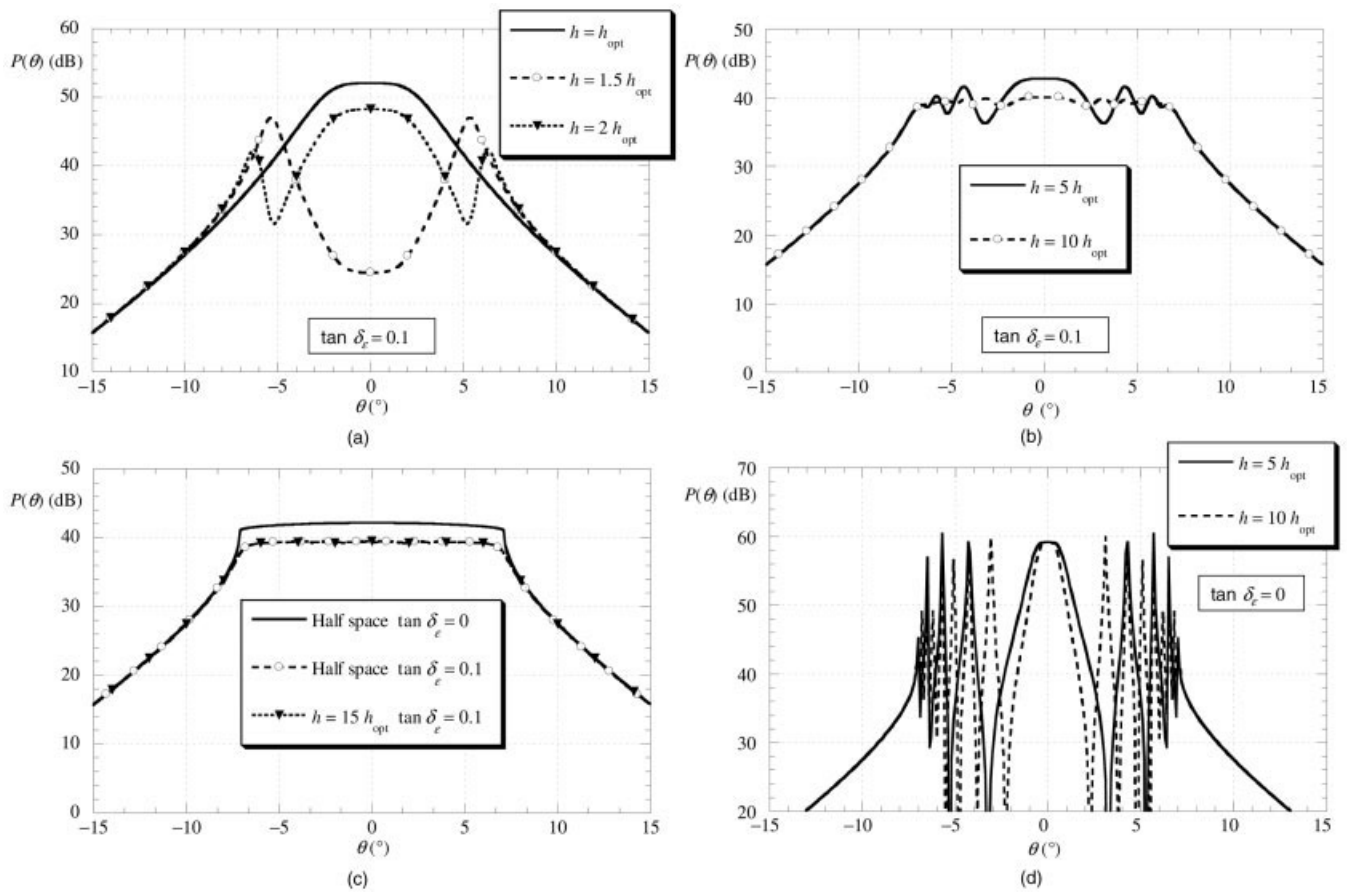 60
P(θ) (dB)
50
40
30
20
10
−15
−10
−5
0
5
10
15
θ (°)
(a)
h = h_opt
h = 1.5 h_opt
h = 2 h_opt
tan δ_ε = 0.1
50
P(θ) (dB)
40
30
20
10
0
−15
−10
−5
0
5
10
15
θ (°)
(b)
h = 5 h_opt
h = 10 h_opt
tan δ_ε = 0.1
50
P(θ) (dB)
40
30
20
10
0
−15
−10
−5
0
5
10
15
θ (°)
(c)
Half space tan δ_ε = 0
Half space tan δ_ε = 0.1
h = 15 h_opt tan δ_ε = 0.1
70
P(θ) (dB)
60
50
40
30
20
−15
−10
−5
0
5
10
15
θ (°)
(d)
h = 5 h_opt
h = 10 h_opt
tan δ_ε = 0